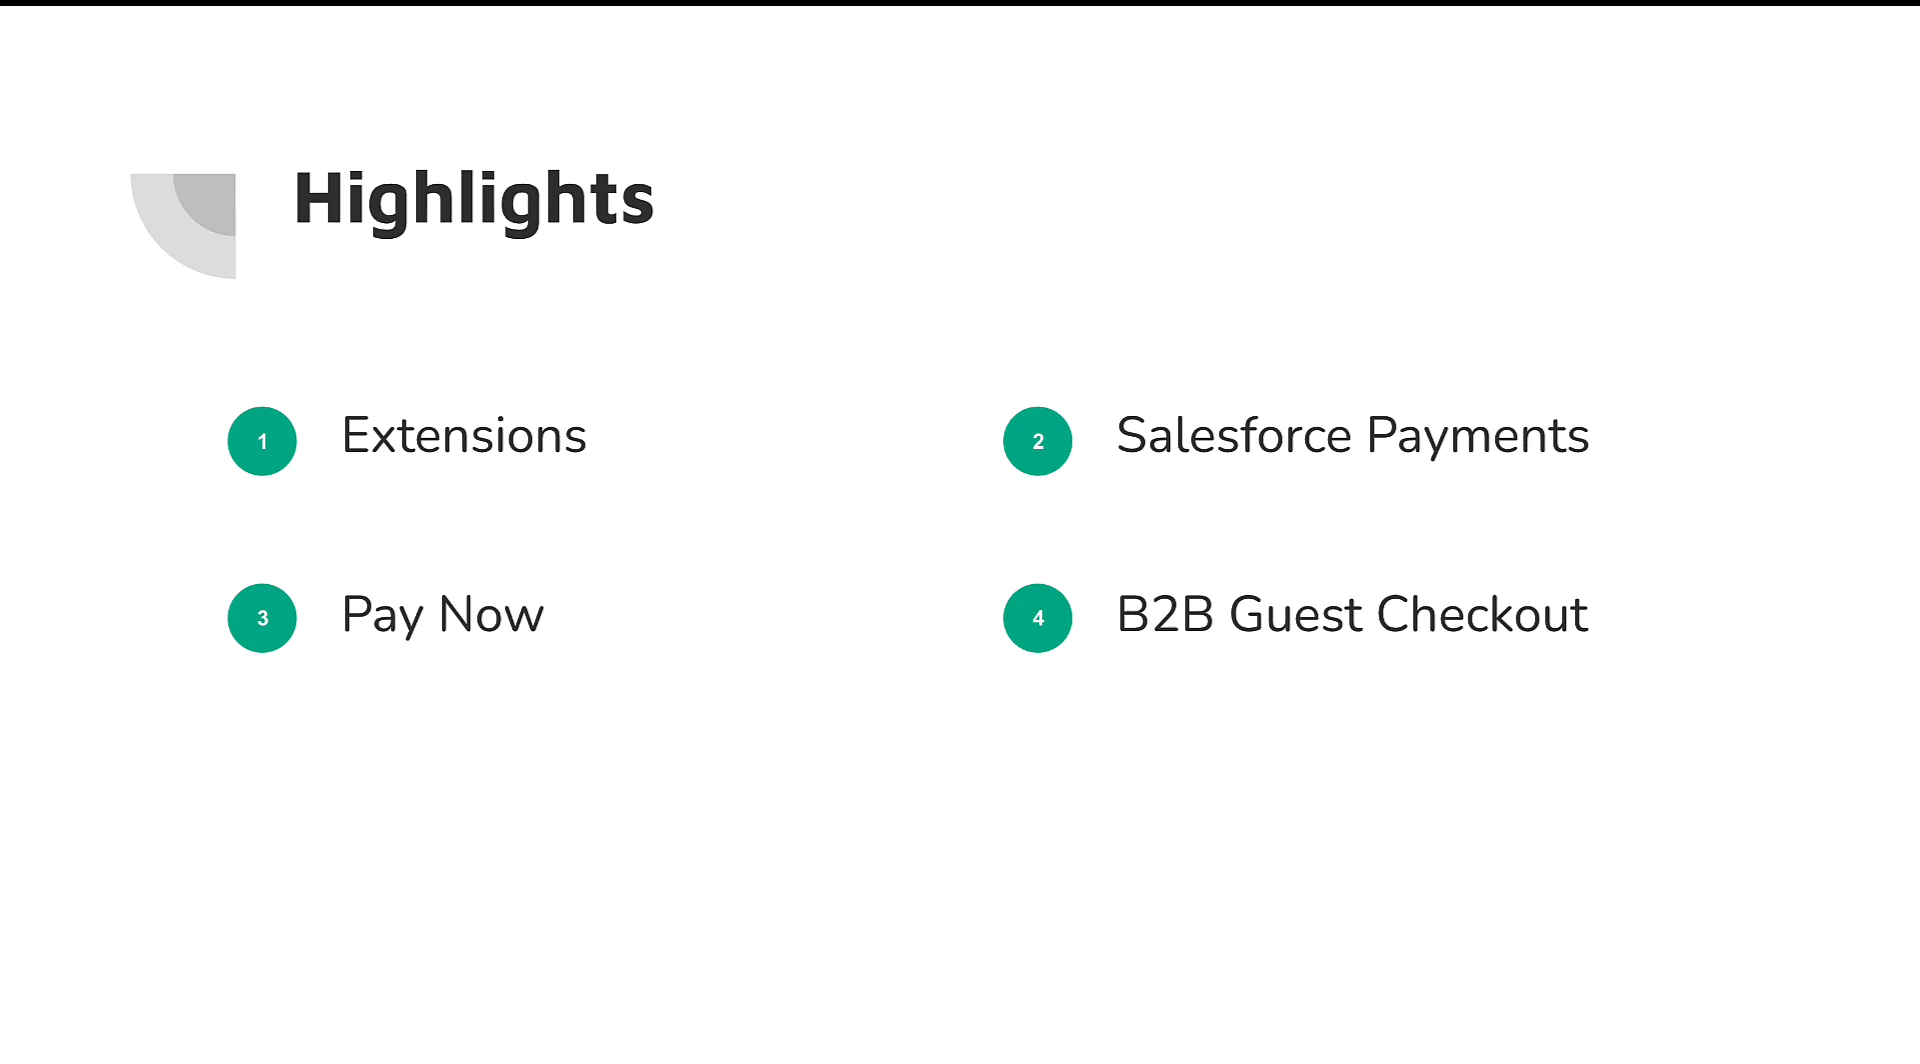 Highlights
1 Extensions
2 Salesforce Payments
3 Pay Now
4 B2B Guest Checkout